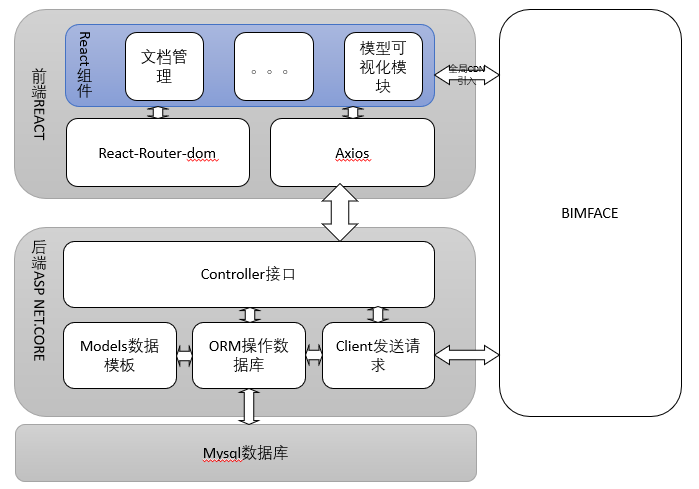 前端REACT
React组件
文档管
理
。。。
模型可
视化模
块
全局CDN
引入
React-Router-dom
Axios
BIMFACE
后端ASP NET.CORE
Controller接口
Models数据
模板
ORM操作数
据库
Client发送请
求
Mysql数据库